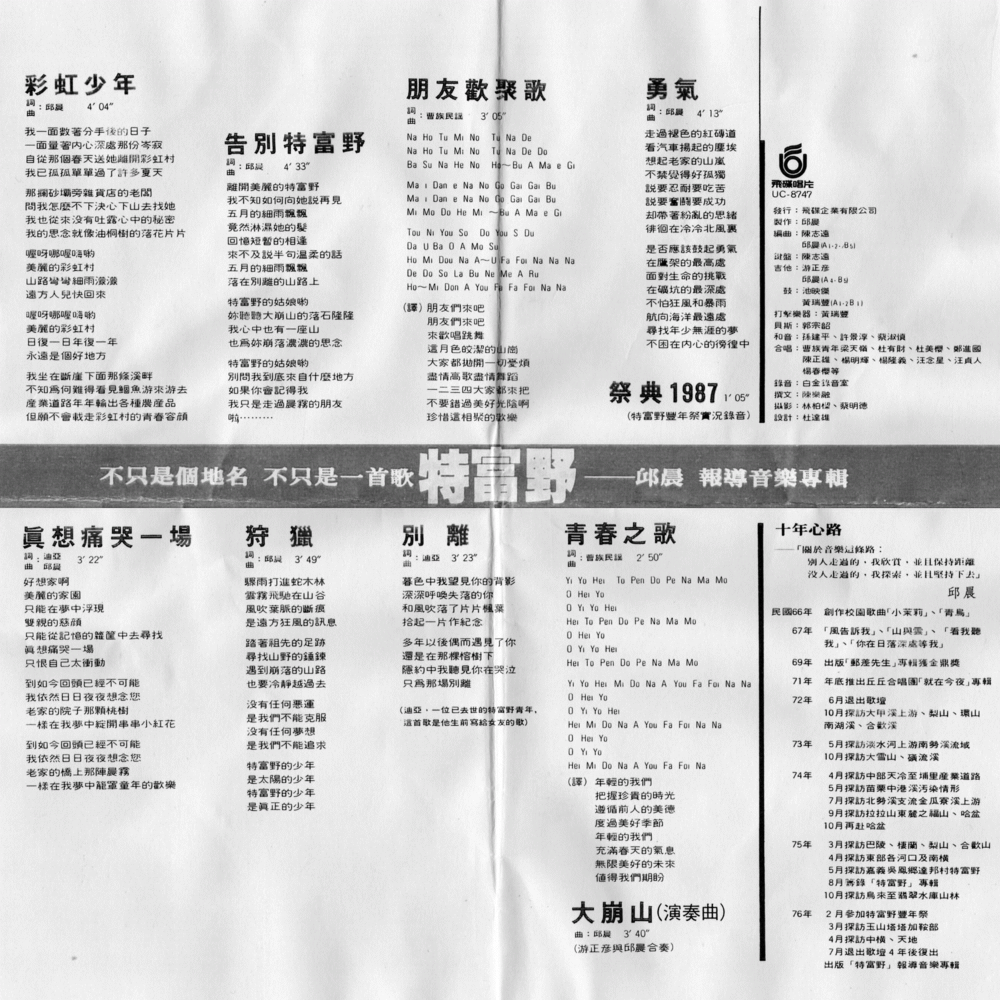 彩虹少年
詞曲：邱晨　4′04″
我一面數著分手後的日子
一面量著內心深處那份岑寂
自從那個春天送她離開彩虹村
我已孤孤單單過了許多夏天
那攔砂壩旁雜貨店的老闆
問我怎麼不下決心下山去找她
我也從來沒有吐露心中的秘密
我的思念就像油桐樹的落花片片
喔呀哪喔嗨喲
美麗的彩虹村
山路彎彎細雨濛濛
遠方人兒快回來
喔呀哪喔嗨喲
美麗的彩虹村
日復一日年復一年
永遠是個好地方
我坐在斷崖下面那條溪畔
不知為何難得看見鯝魚游來游去
產業道路年年輸出各種農產品
但願不會載走彩虹村的青春容顏
告別特富野
詞曲：邱晨　4′33″
離開美麗的特富野
我不知如何向她說再見
五月的細雨飄飄
竟然淋濕她的髮
回憶短暫的相逢
來不及說半句溫柔的話
五月的細雨飄飄
落在別離的山路上
特富野的姑娘喲
妳聽聽大崩山的落石隆隆
我心中也有一座山
也為妳崩落濃濃的思念
特富野的姑娘喲
別問我到底來自什麼地方
如果你會記得我
我只是走過晨霧的朋友
啦………
朋友歡聚歌
詞曲：曹族民謠　3′05″
Na Ho Tu Mi No　Tu Na De
Na Ho Tu Mi No　Tu Na De Do
Ba Su Na He No　Ho～Bu A Ma e Gi
Ma i Dan e Na No Go Gai Gai Bu
Ma i Dan e Na No Go Gai Gai Bu
Mi Mo Do He Mi ～Bu A Ma e Gi
Tou Ni You So　Do You S Du
Da U Ba O A Mo Su
Ho Mi Dou Na A～U Fa Foi Na Na Na
De Do So La Bu Ne Me A Ru
Ho～Mi Don A You Fa Fa Foi Na Na
(譯) 朋友們來吧
朋友們來吧
來歡唱跳舞
這月色皎潔的山崗
大家都拋開一切憂煩
盡情高歌盡情舞蹈
一二三四大家都來把
不要錯過美好光陰啊
珍惜這相聚的歡樂
勇氣
詞曲：邱晨　4′13″
走過褪色的紅磚道
看汽車揚起的塵埃
想起老家的山嵐
不禁覺得好孤獨
說要忍耐要吃苦
說要奮鬪要成功
却帶著紛亂的思緒
徘徊在冷冷北風裏
是否應該鼓起勇氣
在鷹架的最高處
面對生命的挑戰
在礦坑的最深處
不怕狂風和暴雨
航向海洋最遠處
尋找年少無涯的夢
不困在內心的徬徨中
祭典1987 1′05″
(特富野豐年祭實況錄音)
飛碟唱片
UC-8747
發行：飛碟企業有限公司
製作：邱晨
編曲：陳志遠
邱晨(A1·2·B5)
鍵盤：陳志遠
吉他：游正彥
邱晨(A4·B5)
鼓：池映傑
黃瑞豐(A1·2B1)
打擊樂器：黃瑞豐
貝斯：郭宗韶
和音：孫建平、許景淳、蔡淑慎
合唱：曹族青年梁天嶺、杜有財、杜美櫻、鄭進國
陳正雄、楊明輝、楊隆義、汪念星、汪貞人
楊春櫻等
錄音：白金錄音室
撰文：陳樂融
攝影：林柏樑、蔡明德
設計：杜達雄
不只是個地名 不只是一首歌 特富野——邱晨 報導音樂專輯
眞想痛哭一場
詞：迪亞　3′22″
曲　邱晨
好想家啊
美麗的家園
只能在夢中浮現
雙親的慈顏
只能從記憶的籮筐中去尋找
眞想痛哭一場
只恨自己太衝動
到如今回頭已經不可能
我依然日日夜夜想念您
老家的院子那顆桃樹
一樣在我夢中綻開串串小紅花
到如今回頭已經不可能
我依然日日夜夜想念您
老家的橋上那陣晨霧
一樣在我夢中籠罩童年的歡樂
狩獵
詞曲：邱晨　3′49″
驟雨打進蛇木林
雲霧飛馳在山谷
風吹葉脈的斷痕
是遠方狂風的訊息
踏著祖先的足跡
尋找山野的錘鍊
遇到崩落的山路
也要冷靜越過去
沒有任何惡運
是我們不能克服
沒有任何夢想
是我們不能追求
特富野的少年
是太陽的少年
特富野的少年
是眞正的少年
別離
詞曲：迪亞　3′23″
暮色中我望見你的背影
深深呼喚失落的你
和風吹落了片片楓葉
拾起一片作紀念
多年以後偶而遇見了你
還是在那棵榕樹下
隱約中我聽見你在哭泣
只為那場別離
(迪亞，一位已去世的特富野青年，
這首歌是他生前寫給女友的歌)
青春之歌
詞曲：曹族民謠　2′50″
Yi Yo Hei　To Pen Do Pe Na Ma Mo
O Hei Yo
O Yi Yo Hei
Hei To Pen Do Pe Na Ma Mo
O Hei Yo
O Yi Yo Hei
Hei To Pen Do Pe Na Ma Mo
Yi Yo Hei Mi Do Na A You Fa Foi Na Na
O Hei Yo
O Yi Yo Hei
Hei Mi Do Na A You Fa Foi Na Na
O Hei Yo
O Yi Yo
Hei Mi Do Na A You Fa Foi Na
(譯) 年輕的我們
把握珍貴的時光
遵循前人的美德
度過美好季節
年輕的我們
充滿春天的氣息
無限美好的未來
值得我們期盼
大崩山(演奏曲)
曲：邱晨　3′40″
(游正彥與邱晨合奏)
十年心路
——「關於音樂這條路：
別人走過的，我欣賞，並且保持距離
沒人走過的，我探索，並且堅持下去」
邱晨
民國66年　創作校園歌曲「小茉莉」、「青鳥」
67年　「風告訴我」、「山與雲」、「看我聽
我」、「你在日落深處等我」
69年　出版「郵差先生」專輯獲金鼎獎
71年　年底推出丘丘合唱團「就在今夜」專輯
72年　6月退出歌壇
10月探訪大甲溪上游、梨山、環山
南湖溪、合歡溪
73年　5月探訪淡水河上游南勢溪流域
10月探訪大雪山、礦流溪
74年　4月探訪中部天冷至埔里產業道路
5月探訪苗栗中港溪污染情形
7月探訪北勢溪支流金瓜寮溪上游
9月探訪拉拉山東麓之福山、哈盆
10月再赴哈盆
75年　3月探訪巴陵、棲蘭、梨山、合歡山
4月探訪東部各河口及南橫
5月探訪嘉義吳鳳鄉達邦村特富野
8月籌錄「特富野」專輯
10月探訪烏來至翡翠水庫山林
76年　2月參加特富野豐年祭
3月探訪玉山塔塔加鞍部
4月探訪中橫、天地
7月退出歌壇4年後復出
出版「特富野」報導音樂專輯